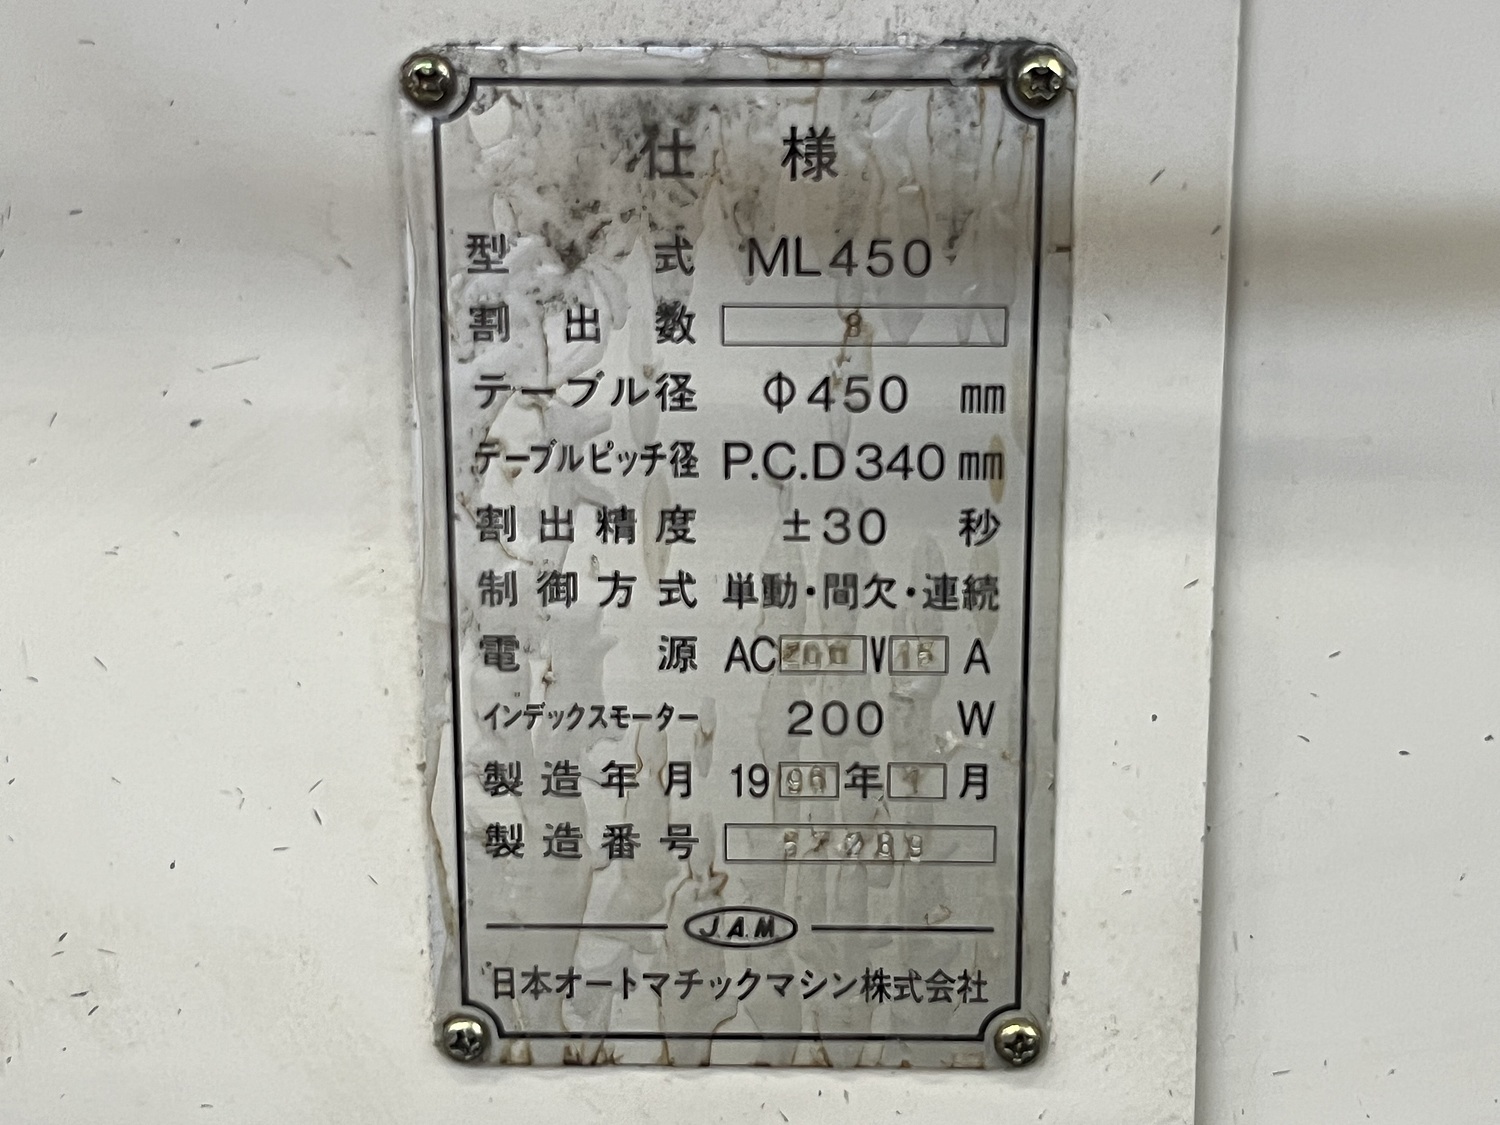 仕様
型式 ML450
割出数 8
テーブル径 Φ450 mm
テーブルピッチ径 P.C.D340 mm
割出精度 ±30 秒
制御方式 単動・間欠・連続
電源 AC200V 15 A
インデックスモーター 200 W
製造年月 1996年1月
製造番号
J.A.M
日本オートマチックマシン株式会社